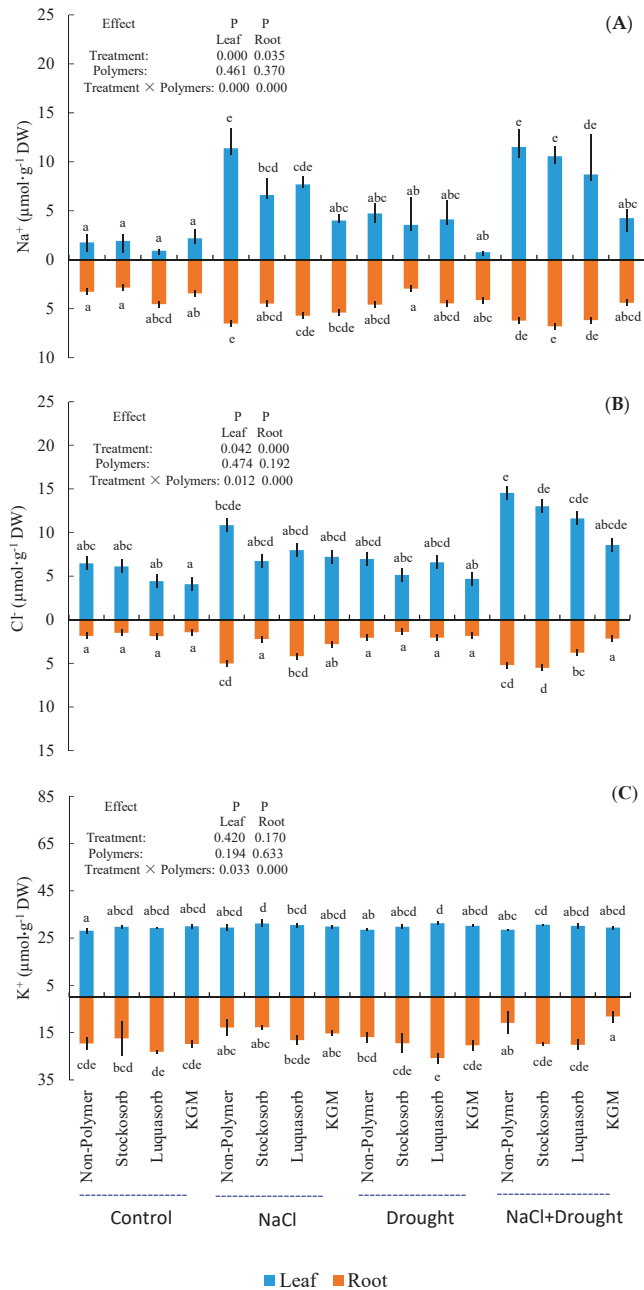 (A)
Effect P P
Leaf Root
Treatment: 0.000 0.035
Polymers: 0.461 0.370
Treatment × Polymers: 0.000 0.000
Na⁺ (μmol·g⁻¹ DW)
25
20
15
10
5
0
5
10
a a a a e bcd cde abc abc ab abc ab e e e abc
a a abcd ab e abcd cde bcde abcd a abcd abc de e de abcd
(B)
Effect P P
Leaf Root
Treatment: 0.042 0.000
Polymers: 0.474 0.192
Treatment × Polymers: 0.012 0.000
Cl⁻ (μmol·g⁻¹ DW)
25
20
15
10
5
0
5
10
15
abc abc ab a bcde abcd abcd abcd abcd abc abcd ab e de cde abcde
a a a a cd a bcd ab a a a a cd d bc a
(C)
Effect P P
Leaf Root
Treatment: 0.420 0.170
Polymers: 0.194 0.633
Treatment × Polymers: 0.033 0.000
K⁺ (μmol·g⁻¹ DW)
85
65
45
25
5
15
35
a abcd abcd abcd abcd d bcd abcd ab abcd d abcd abc cd abcd abcd
cde bcd de cde abc abc bcde abc bcd cde e cde ab cde cde a
Non-Polymer Stockosorb Luquasorb KGM Non-Polymer Stockosorb Luquasorb KGM Non-Polymer Stockosorb Luquasorb KGM Non-Polymer Stockosorb Luquasorb KGM
Control NaCl Drought NaCl+Drought
Leaf Root